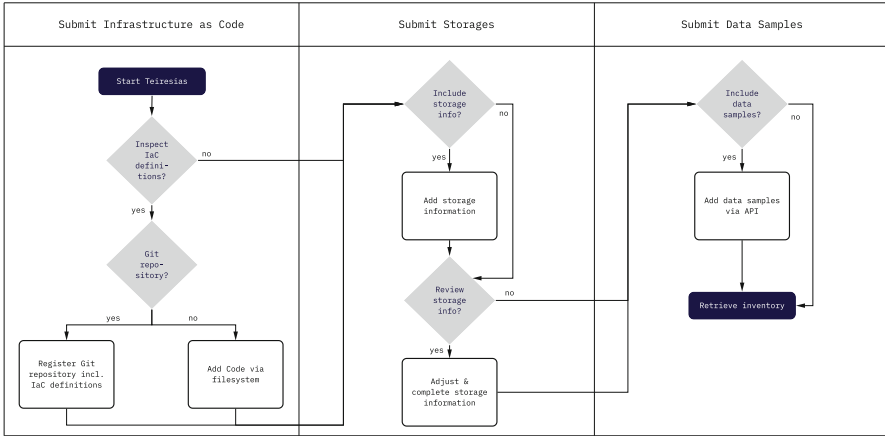 Submit Infrastructure as Code
Submit Storages
Submit Data Samples
Start Teiresias
Inspect
IaC
defini-
tions?
no
yes
Git
repo-
sitory?
yes
no
Register Git
repository incl.
IaC definitions
Add Code via
filesystem
Include
storage
info?
no
yes
Add storage
information
Review
storage
info?
no
yes
Adjust &
complete storage
information
Include
data
samples?
no
yes
Add data samples
via API
Retrieve inventory